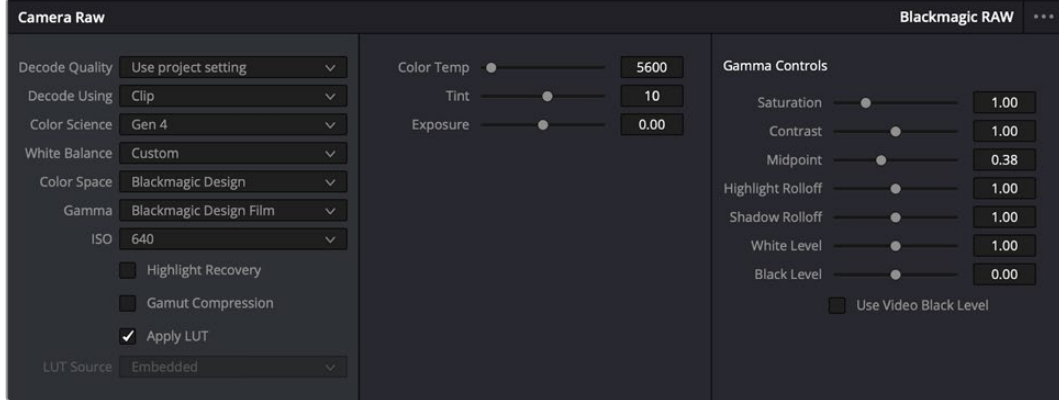 Camera Raw
Blackmagic RAW
Decode Quality Use project setting
Decode Using Clip
Color Science Gen 4
White Balance Custom
Color Space Blackmagic Design
Gamma Blackmagic Design Film
ISO 640
Highlight Recovery
Gamut Compression
Apply LUT
LUT Source Embedded
Color Temp 5600
Tint 10
Exposure 0.00
Gamma Controls
Saturation 1.00
Contrast 1.00
Midpoint 0.38
Highlight Rolloff 1.00
Shadow Rolloff 1.00
White Level 1.00
Black Level 0.00
Use Video Black Level